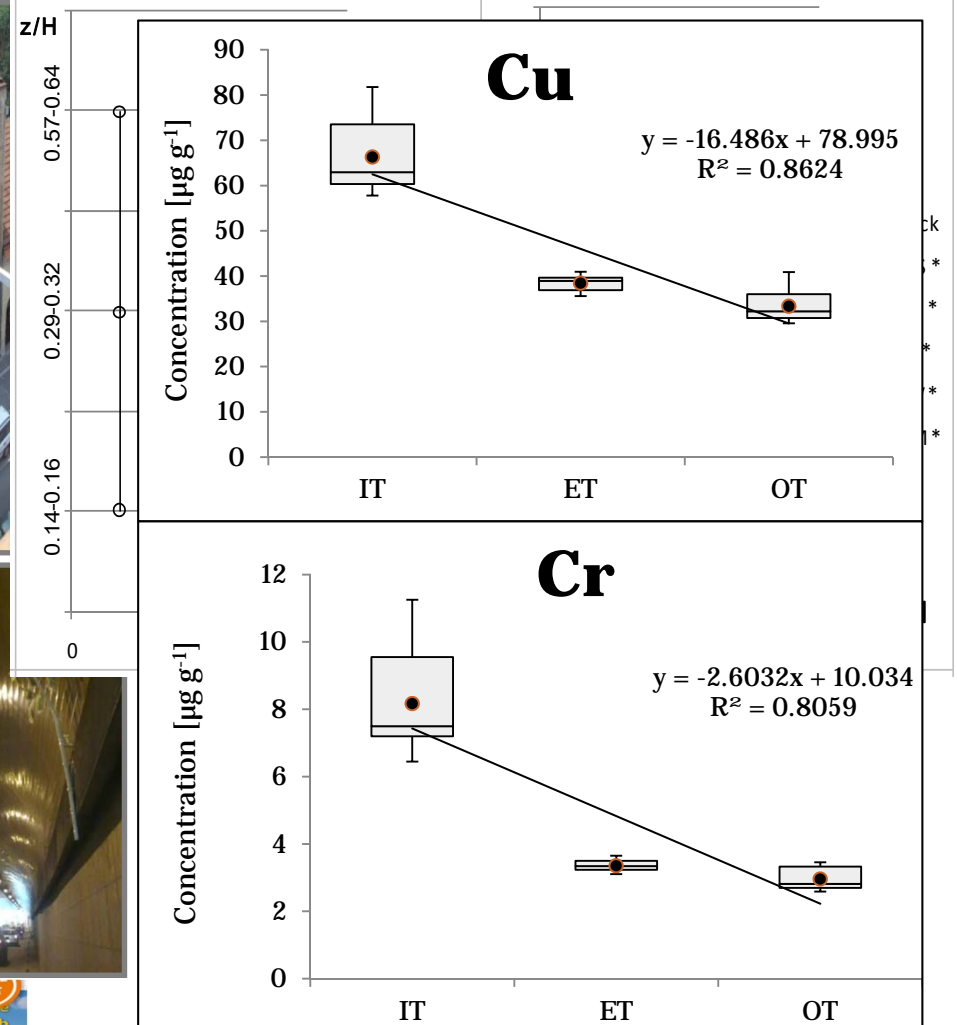 z/H
0.57-0.64
0.29-0.32
0.14-0.16
0
Cu
Concentration [µg g⁻¹]
90
80
70
60
50
40
30
20
10
0
y = -16.486x + 78.995
R² = 0.8624
IT ET OT
ck
*
*
*
*
*
Cr
Concentration [µg g⁻¹]
12
10
8
6
4
2
0
y = -2.6032x + 10.034
R² = 0.8059
IT ET OT